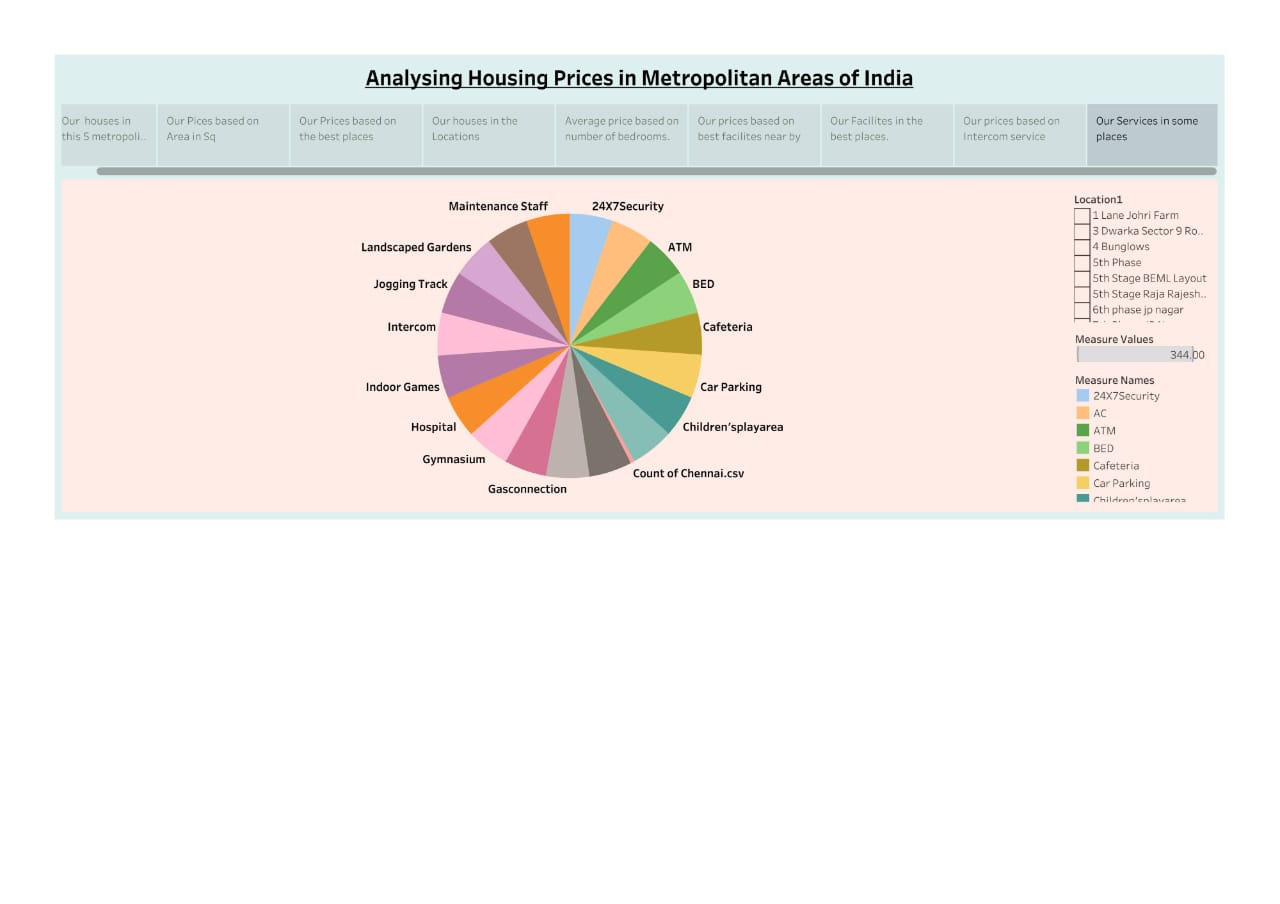 Analysing Housing Prices in Metropolitan Areas of India
Our houses in
this 5 metropoli..
Our Pices based on
Area in Sq
Our Prices based on
the best places
Our houses in the
Locations
Average price based on
number of bedrooms.
Our prices based on
best facilites near by
Our Facilites in the
best places.
Our prices based on
Intercom service
Our Services in some
places
Maintenance Staff
24X7Security
Landscaped Gardens
ATM
Jogging Track
BED
Intercom
Cafeteria
Indoor Games
Car Parking
Hospital
Children'splayarea
Gymnasium
Count of Chennai.csv
Gasconnection
Location1
1 Lane Johri Farm
3 Dwarka Sector 9 Ro..
4 Bunglows
5th Phase
5th Stage BEML Layout
5th Stage Raja Rajesh..
6th phase jp nagar
Measure Values
344.00
Measure Names
24X7Security
AC
ATM
BED
Cafeteria
Car Parking
Children'splayarea